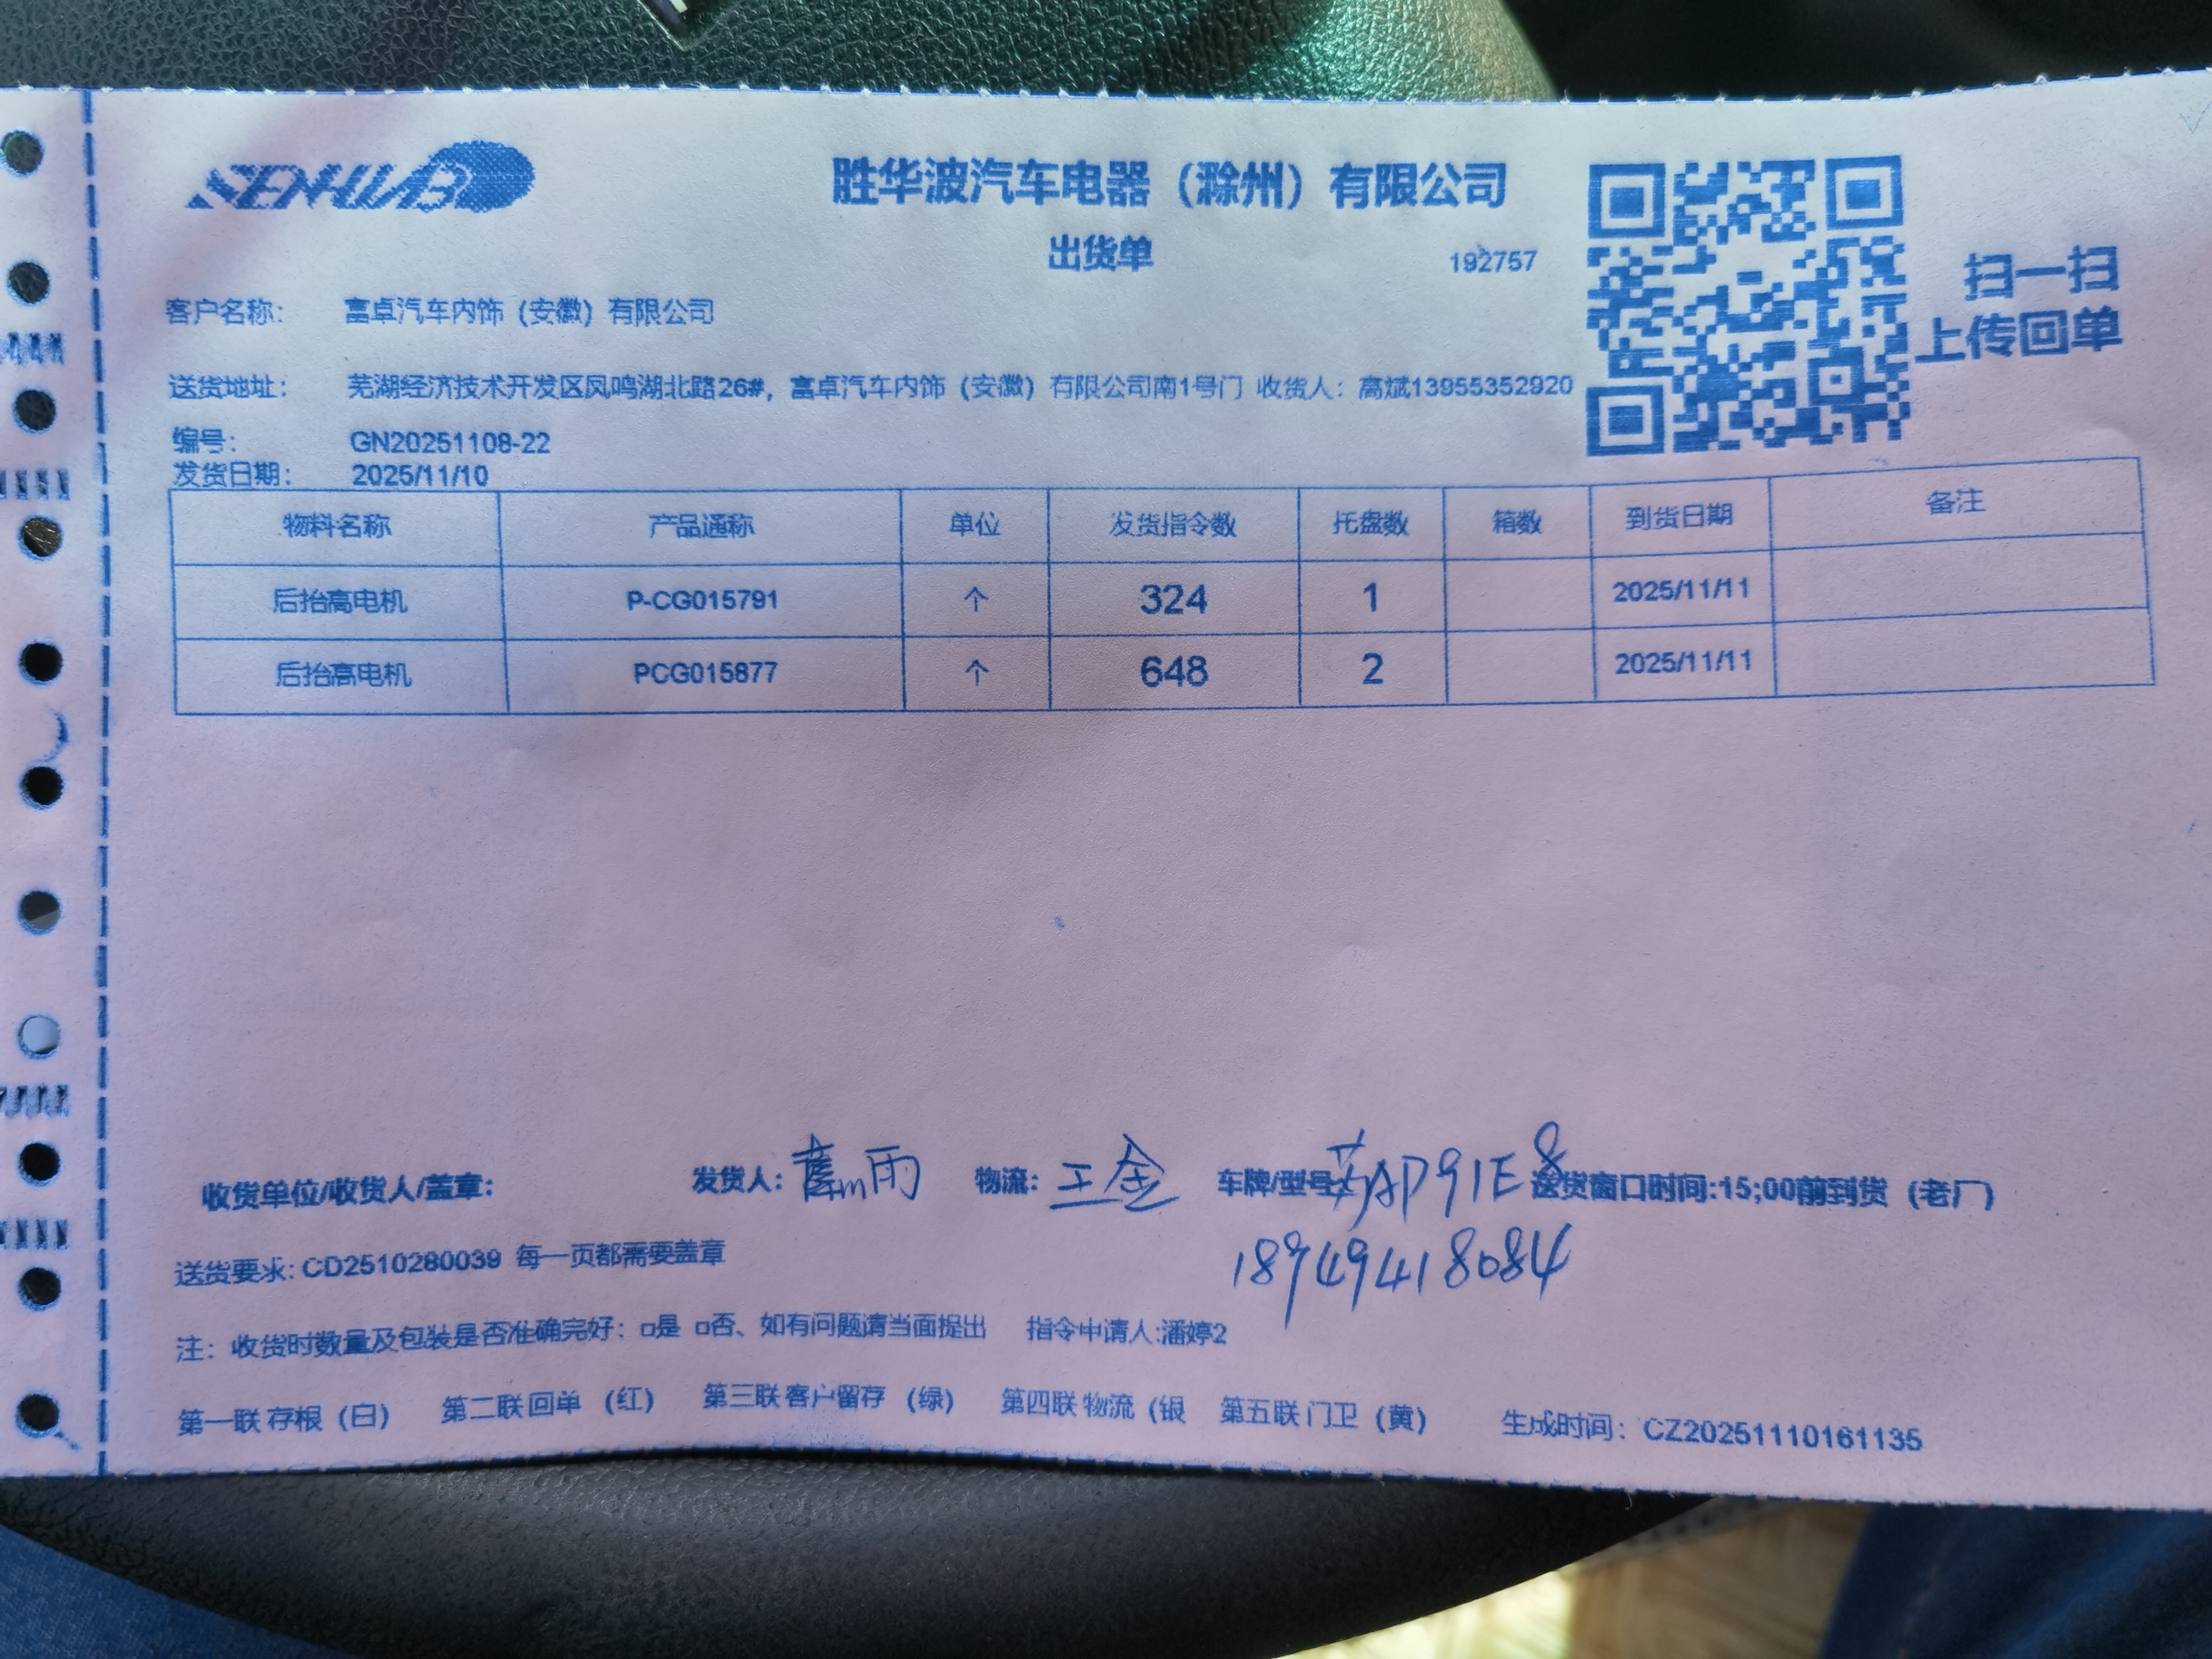 SENHWAB
胜华波汽车电器（滁州）有限公司
出货单
192757
扫一扫
上传回单
客户名称： 富卓汽车内饰（安徽）有限公司
送货地址： 芜湖经济技术开发区凤鸣湖北路26#，富卓汽车内饰（安徽）有限公司南1号门 收货人：高斌13955352920
编号： GN20251108-22
发货日期： 2025/11/10
物料名称 产品通称 单位 发货指令数 托盘数 箱数 到货日期 备注
后抬高电机 P-CG015791 个 324 1 2025/11/11
后抬高电机 PCG015877 个 648 2 2025/11/11
收货单位/收货人/盖章： 发货人： 雨 物流：王金 车牌/型号 AD91E8 送货窗口时间:15;00前到货（老厂）
18949418084
送货要求: CD2510280039 每一页都需要盖章
注：收货时数量及包装是否准确完好：□是 □否、如有问题请当面提出 指令申请人:潘婷2
第一联 存根（白） 第二联 回单（红） 第三联 客户留存（绿） 第四联 物流（银 第五联 门卫（黄） 生成时间：CZ20251110161135